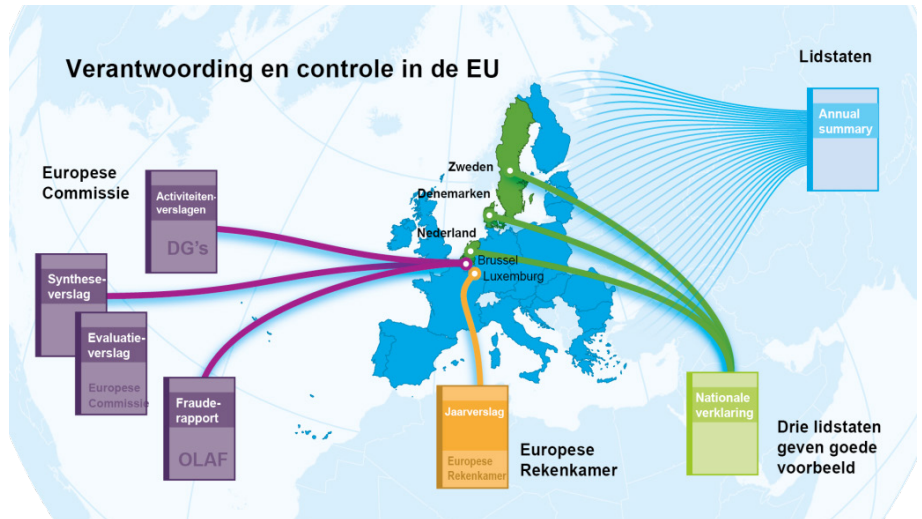 Verantwoording en controle in de EU
Lidstaten
Annual
summary
Europese
Commissie
Activiteiten-
verslagen
DG's
Synthese-
verslag
Evaluatie-
verslag
Europese
Commissie
Fraude-
rapport
OLAF
Zweden
Denemarken
Nederland
Brussel
Luxemburg
Jaarverslag
Europese
Rekenkamer
Europese
Rekenkamer
Nationale
verklaring
Drie lidstaten
geven goede
voorbeeld